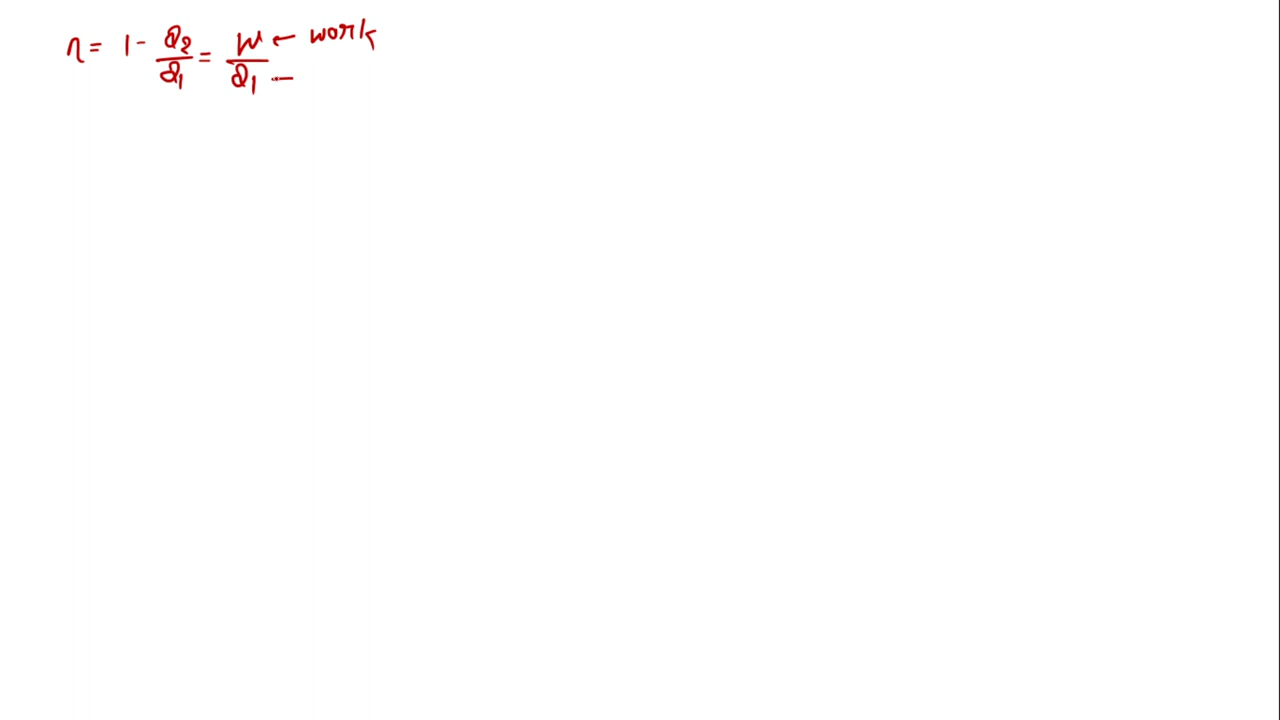 η = 1 - Q2/Q1 = W/Q1 ← work